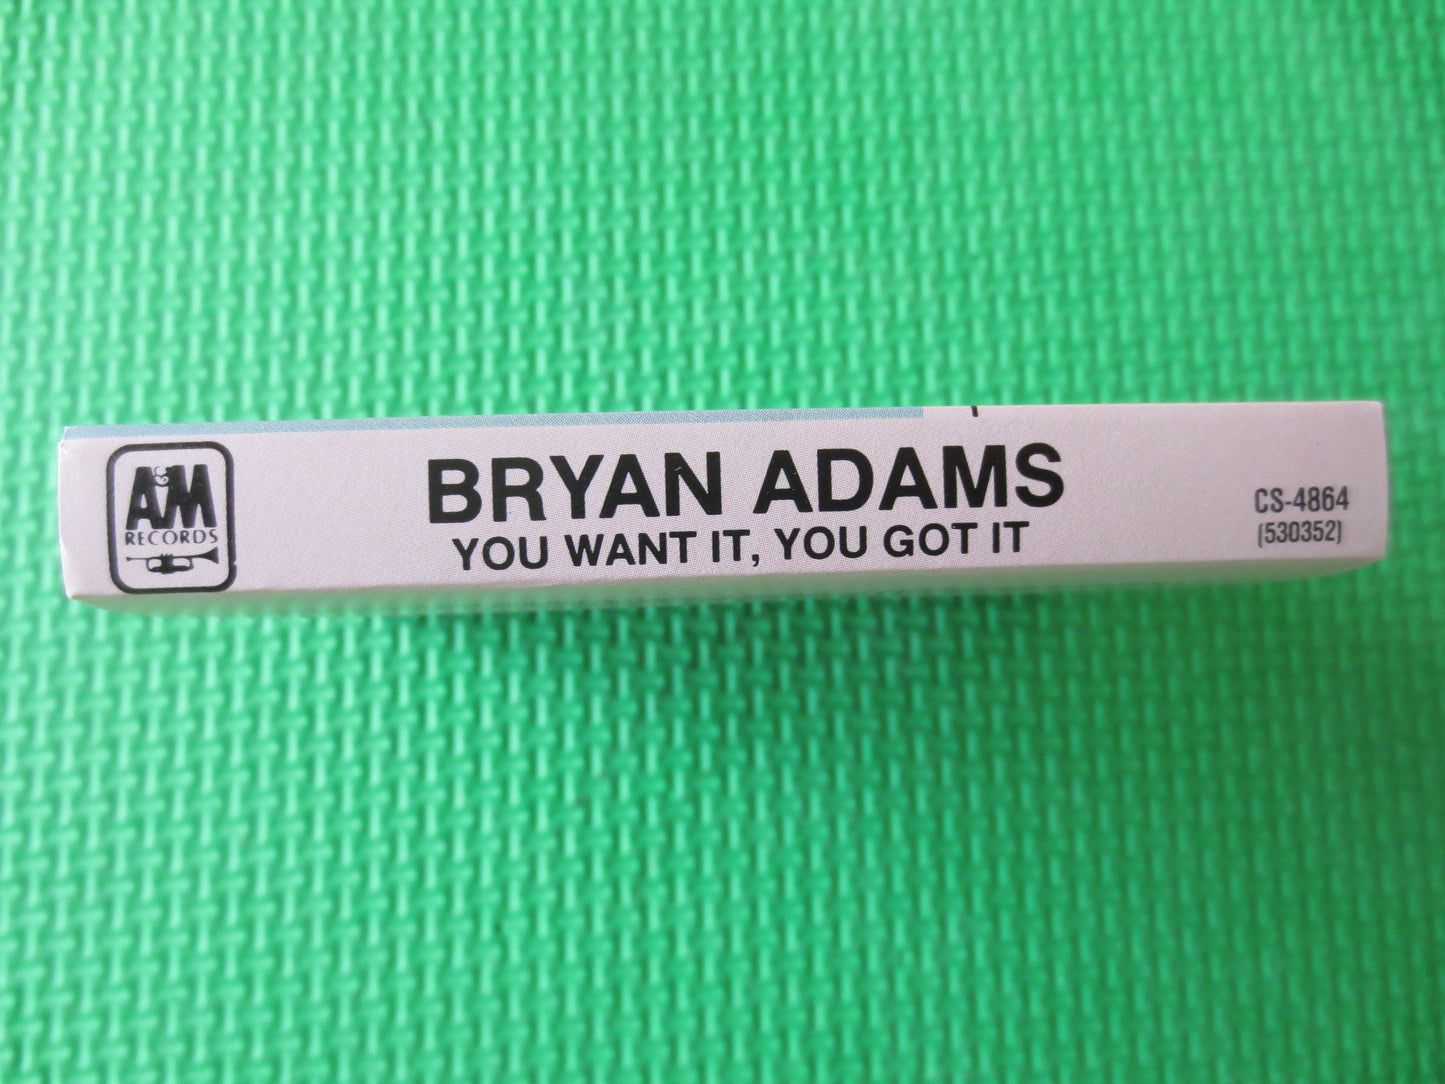 A&M
RECORDS
BRYAN ADAMS
YOU WANT IT, YOU GOT IT
CS-4864
(530352)